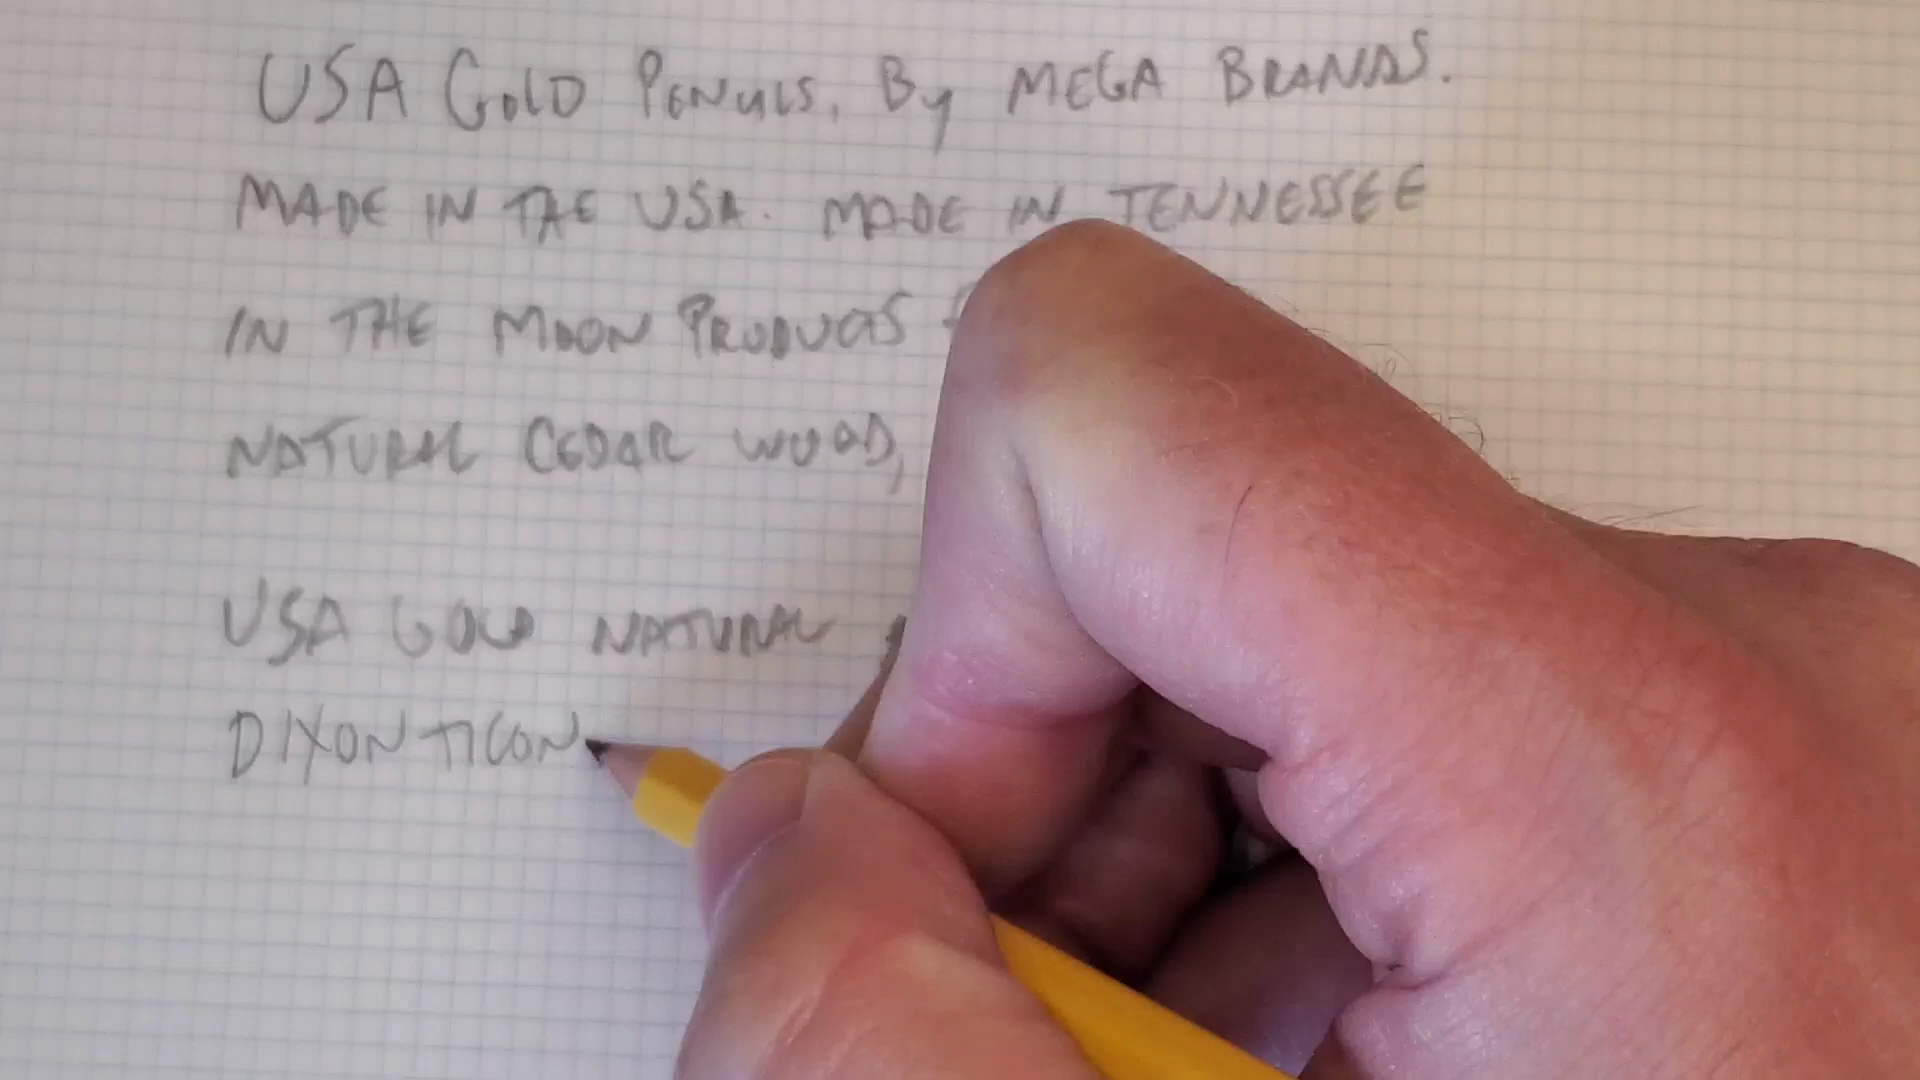 USA GOLD PENCILS, By MEGA BRANDS.
MADE IN THE USA. MADE IN TENNESSEE
IN THE MOON PRODUCTS
NATURAL CEDAR WOOD,
USA GOLD NATURAL
DIXON TICON